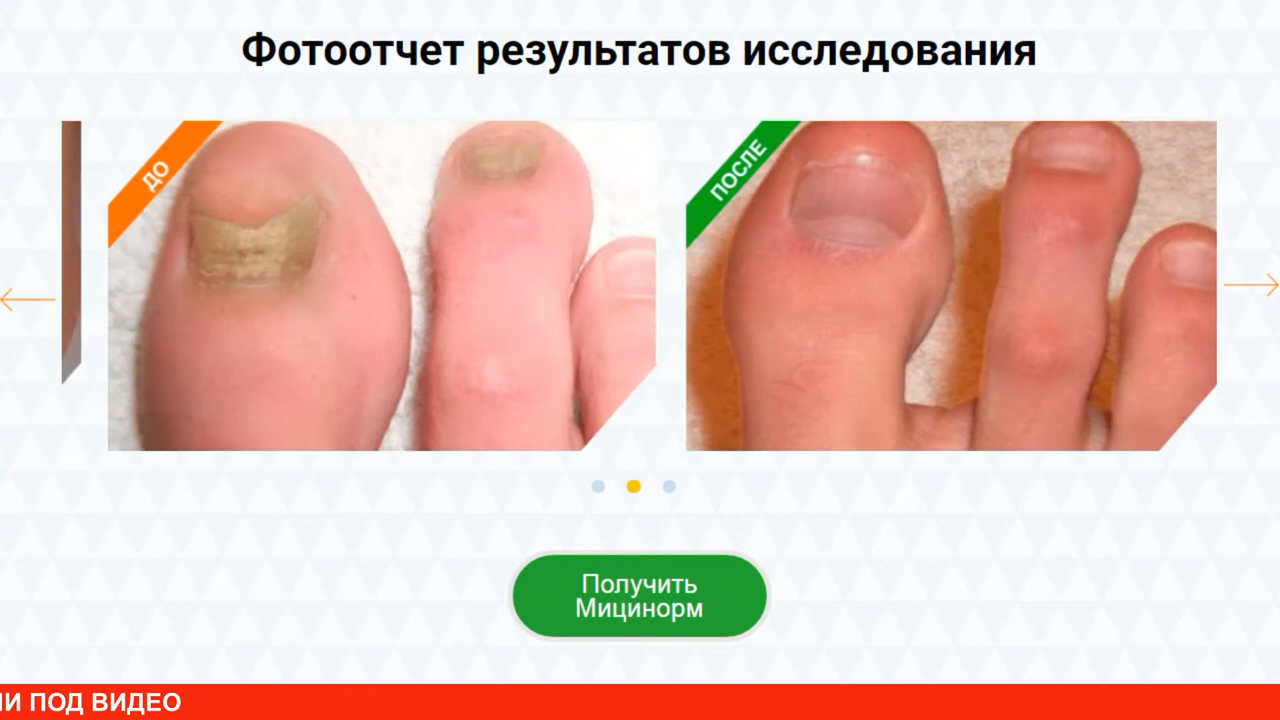 Фотоотчет результатов исследования
ДО
ПОСЛЕ
Получить
Мицинорм
ПОД ВИДЕО